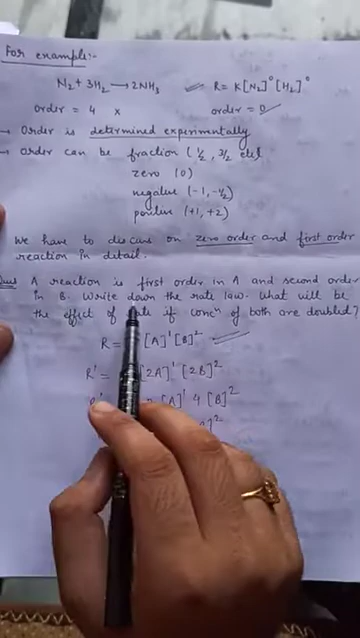 For example:-
N₂ + 3H₂ → 2NH₃ R = K[N₂]⁰ [H₂]⁰
order = 4 x order = 0
→ Order is determined experimentally
→ order can be fraction (½, 3/2 etc)
zero (0)
negative (-1, -½)
positive (+1, +2)
We have to discuss on zero order and first order
reaction in detail.
Ques A reaction is first order in A and second order
in B. Write down the rate law. What will be
the effect of rate if concⁿ of both are doubled?
R = [A]¹ [B]²
R' = [2A]¹ [2B]²
[A]¹ 4 [B]²
]²